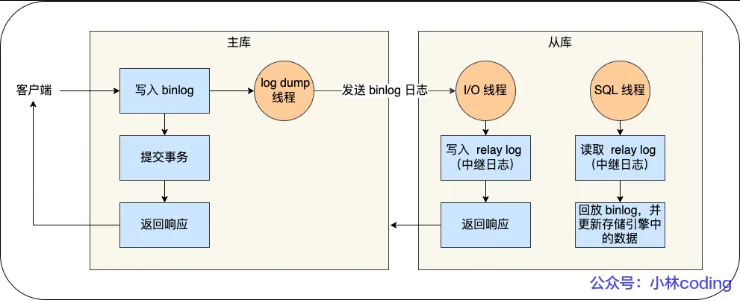 主库
从库
客户端
写入 binlog
log dump
线程
发送 binlog 日志
I/O 线程
SQL 线程
提交事务
写入 relay log
（中继日志）
读取 relay log
（中继日志）
返回响应
返回响应
回放 binlog，并
更新存储引擎中
的数据
公众号：小林coding